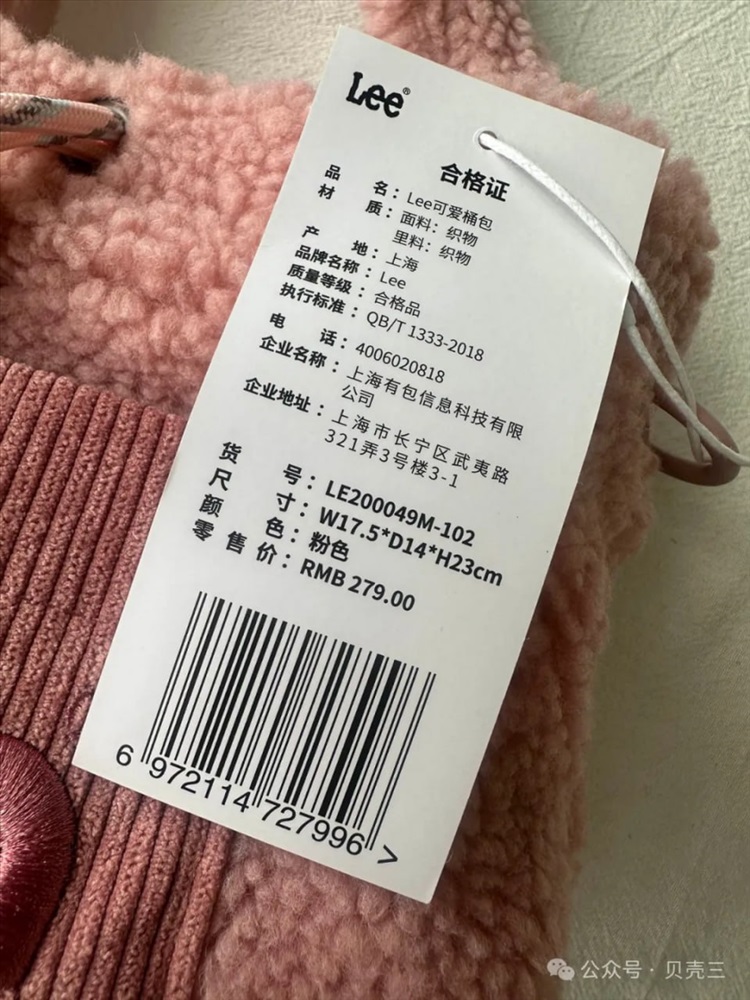 Lee®
合格证
品名：Lee可爱桶包
材质：面料：织物
里料：织物
产地：上海
品牌名称：Lee
质量等级：合格品
执行标准：QB/T 1333-2018
电话：4006020818
企业名称：上海有包信息科技有限
公司
企业地址：上海市长宁区武夷路
321弄3号楼3-1
货号：LE200049M-102
尺寸：W17.5*D14*H23cm
颜色：粉色
零售价：RMB 279.00
6 972114 727996 >
公众号·贝壳三